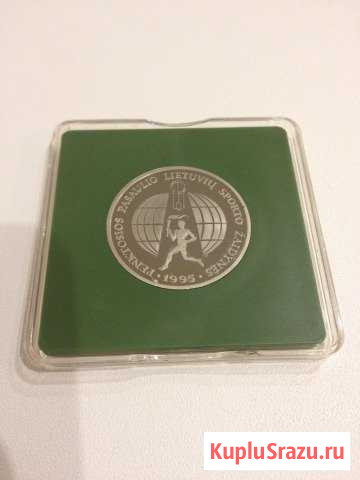 PENKTOSIOS PASAULIO LIETUVIŲ SPORTO ŽAIDYNĖS
· 1995 ·
KupluSrazu.ru